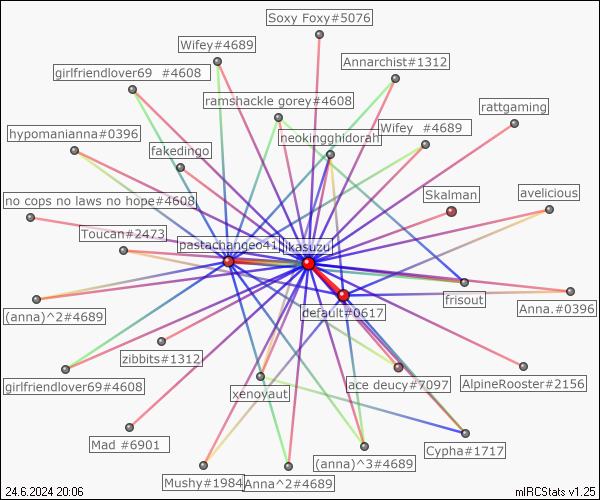 Soxy Foxy#5076
Wifey#4689
Annarchist#1312
girlfriendlover69  #4608
ramshackle gorey#4608
rattgaming
hypomanianna#0396
neokingghidorah
Wifey  #4689
fakedingo
Skalman
avelicious
no cops no laws no hope#4608
Toucan#2473
pastachangeo41
ikasuzu
(anna)^2#4689
default#0617
frisout
Anna.#0396
zibbits#1312
girlfriendlover69#4608
xenoyaut
ace deucy#7097
AlpineRooster#2156
Mad #6901
Cypha#1717
Mushy#1984
Anna^2#4689
(anna)^3#4689
24.6.2024 20:06
mIRCStats v1.25